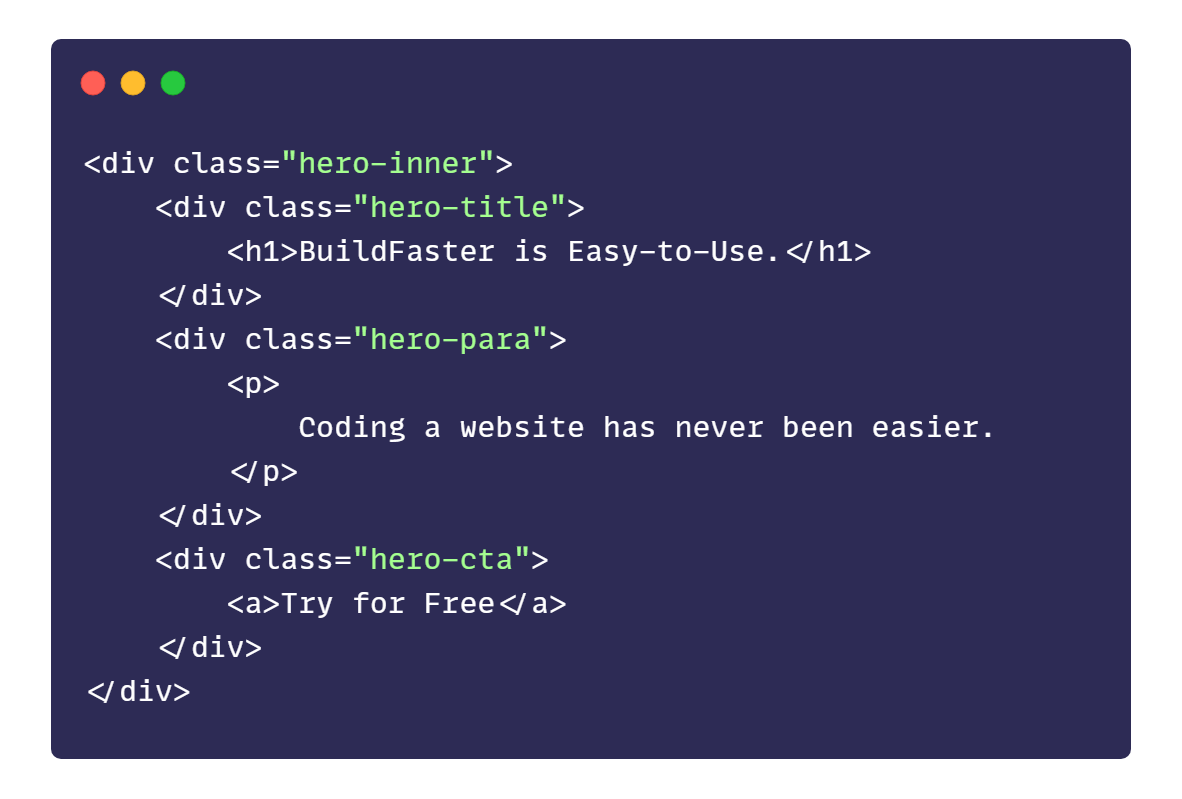 <div class="hero-inner">
    <div class="hero-title">
        <h1>BuildFaster is Easy-to-Use.</h1>
    </div>
    <div class="hero-para">
        <p>
            Coding a website has never been easier.
        </p>
    </div>
    <div class="hero-cta">
        <a>Try for Free</a>
    </div>
</div>